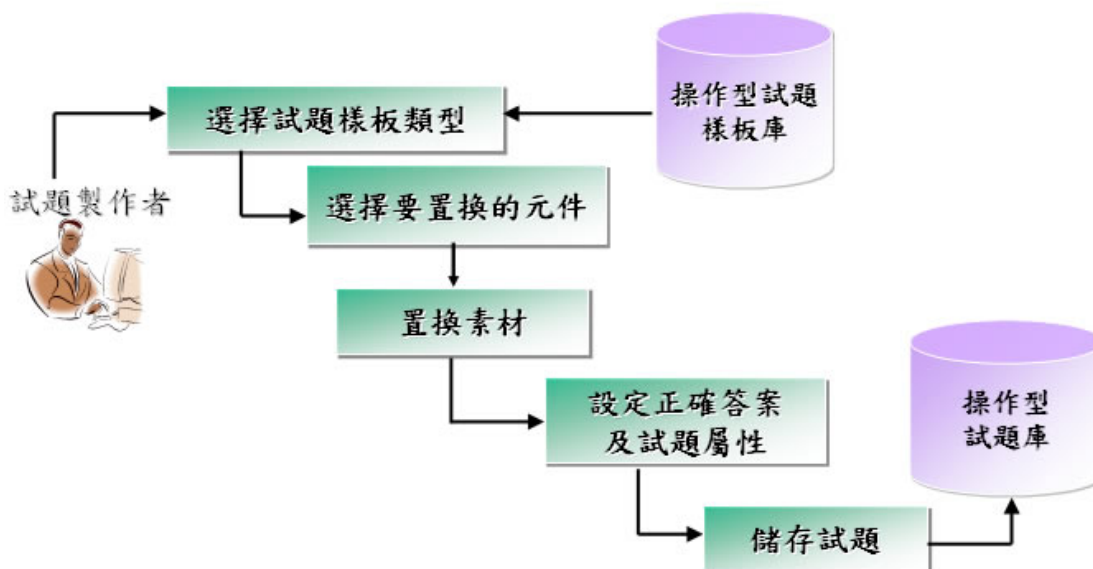 操作型試題
樣板庫
選擇試題樣板類型
試題製作者
選擇要置換的元件
置換素材
設定正確答案
及試題屬性
操作型
試題庫
儲存試題